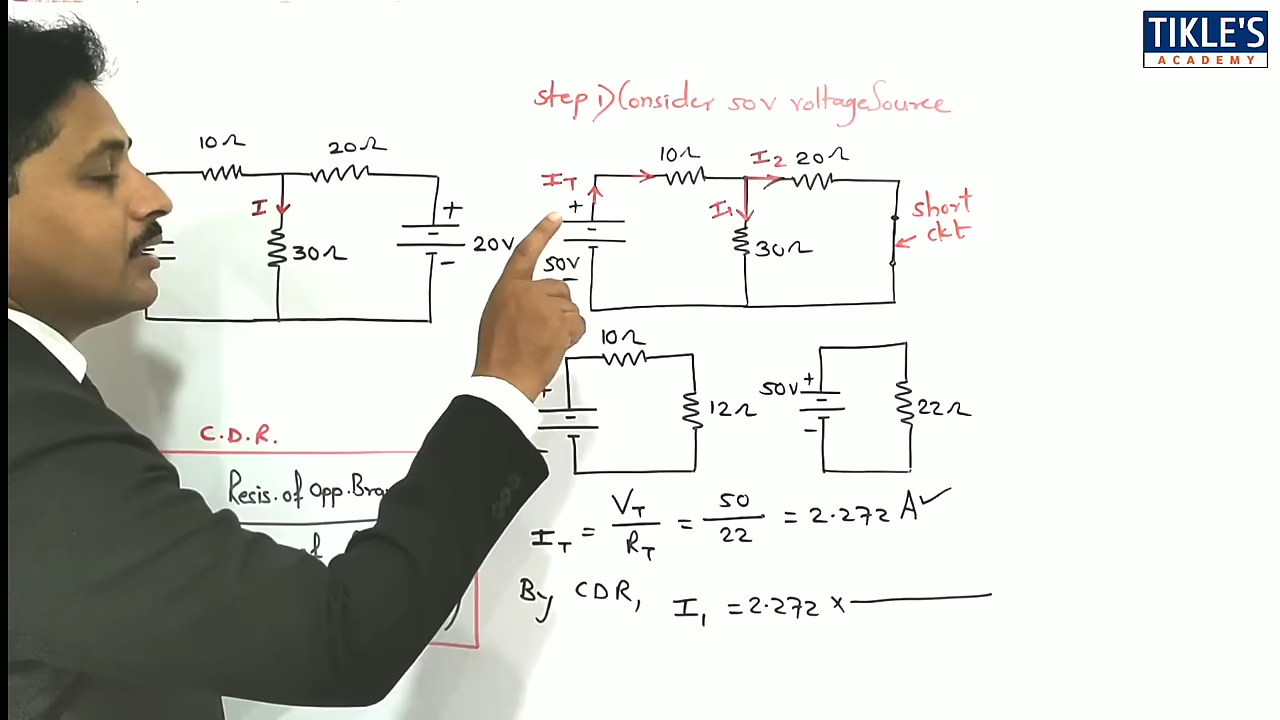 TIKLE'S
ACADEMY
step 1) Consider 50V voltage Source
10Ω 20Ω
I
30Ω
+
20V
-
IT
10Ω
I2 20Ω
+
-
50V
I1
30Ω
short
ckt
10Ω
+
-
12Ω
50V +
-
22Ω
C.D.R.
Resis. of Opp. Bra
of
IT = VT / RT = 50 / 22 = 2.272 A ✓
By CDR, I1 = 2.272 ×